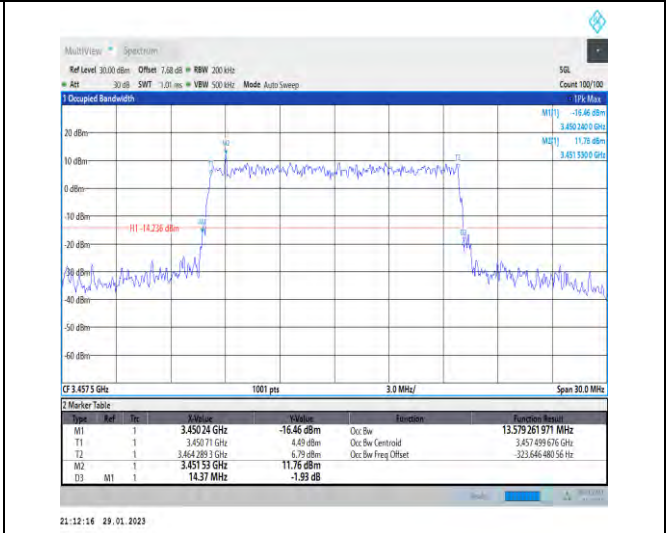 MultiView Spectrum
Ref Level 30.00 dBm Offset 7.68 dB RBW 200 kHz SGL
Att 30 dB SWT 1.01 ms VBW 500 kHz Mode Auto Sweep Count 100/100
1 Occupied Bandwidth 1Pk Max
M1[1] -16.46 dBm
3.450 240 0 GHz
M2[1] 11.76 dBm
3.451 530 0 GHz
20 dBm
M2
10 dBm
T1
T2
0 dBm
-10 dBm
H1 -14.236 dBm
-20 dBm
-30 dBm
-40 dBm
-50 dBm
-60 dBm
CF 3.457 5 GHz 1001 pts 3.0 MHz/ Span 30.0 MHz
2 Marker Table
Type Ref Trc X-Value Y-Value Function Function Result
M1 1 3.450 24 GHz -16.46 dBm Occ Bw 13.579 261 971 MHz
T1 1 3.450 71 GHz 4.49 dBm Occ Bw Centroid 3.457 499 676 GHz
T2 1 3.464 289 3 GHz 6.79 dBm Occ Bw Freq Offset -323.646 480 56 Hz
M2 1 3.451 53 GHz 11.76 dBm
D3 M1 1 14.37 MHz -1.93 dB
21:12:16 29.01.2023